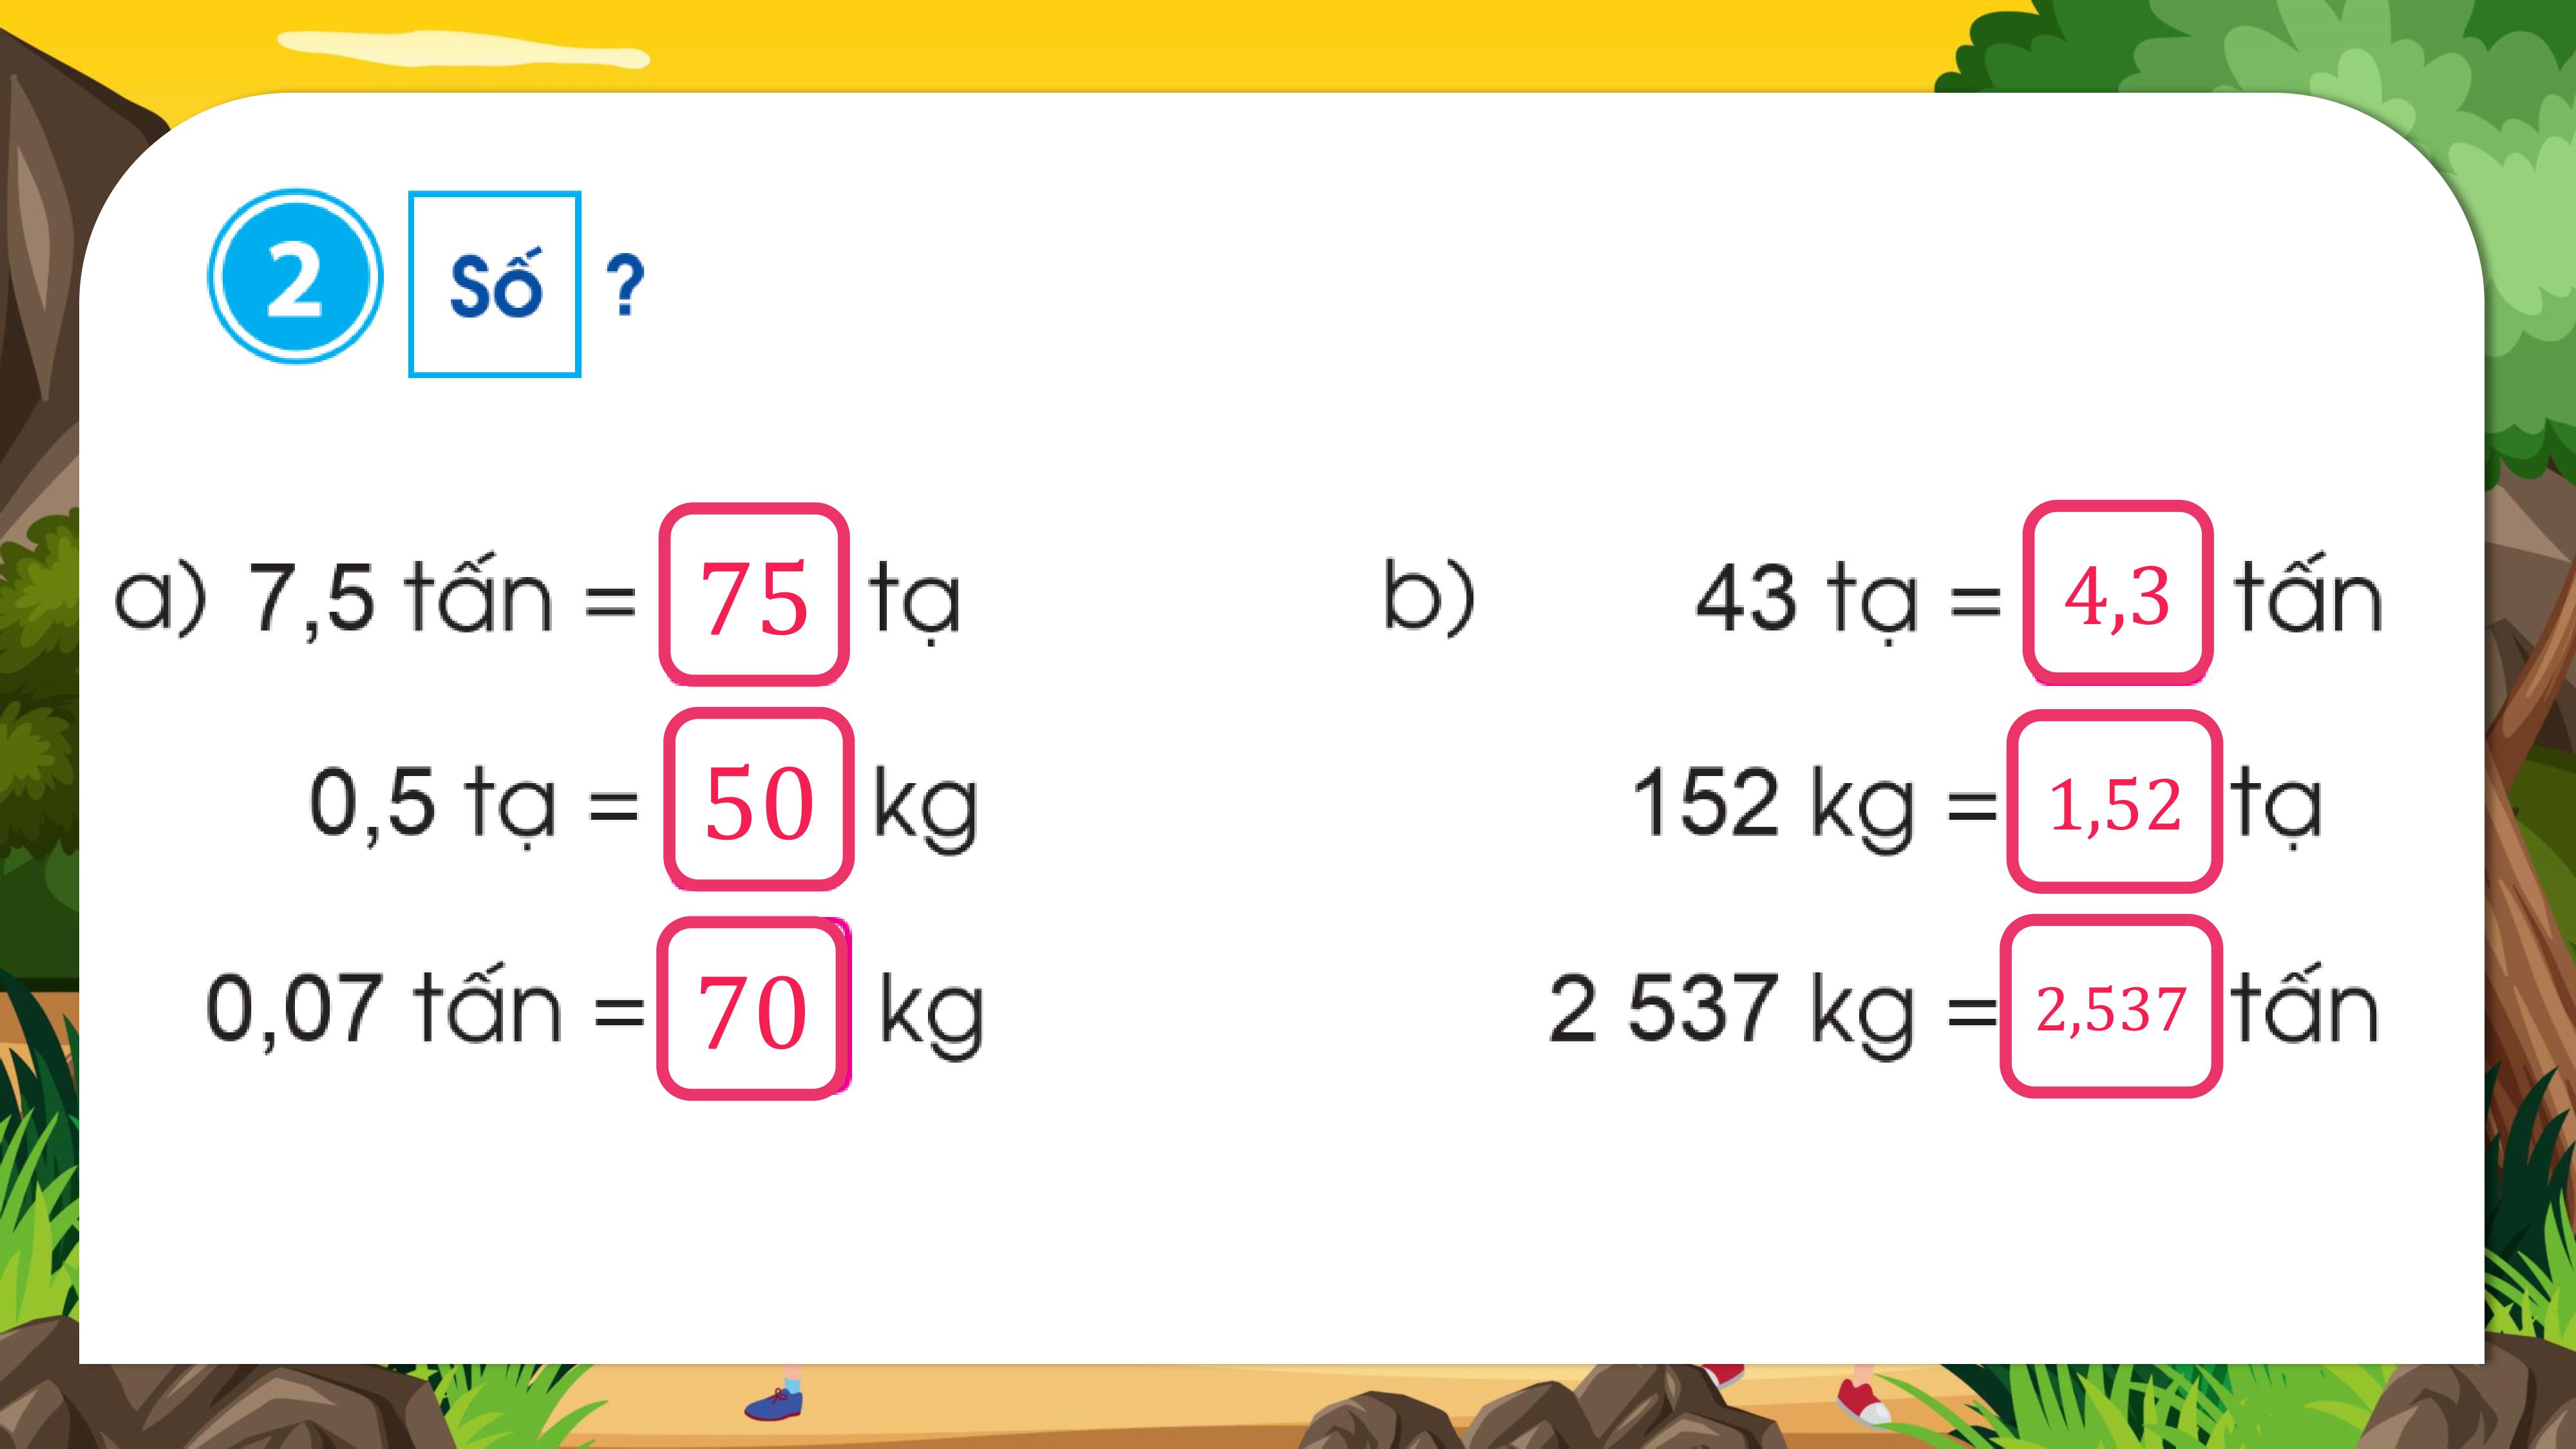 2 Số ?
a) 7,5 tấn = 75 tạ
0,5 tạ = 50 kg
0,07 tấn = 70 kg
b) 43 tạ = 4,3 tấn
152 kg = 1,52 tạ
2 537 kg = 2,537 tấn